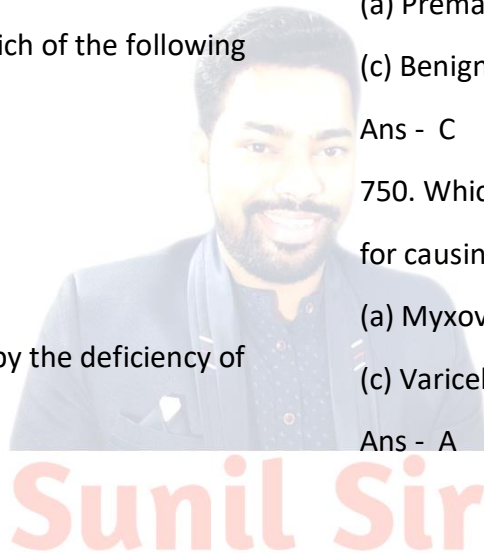 ich of the following
by the deficiency of
(a) Prema
(c) Benign
Ans - C
750. Whic
for causin
(a) Myxov
(c) Varicel
Ans - A
Sunil Sir